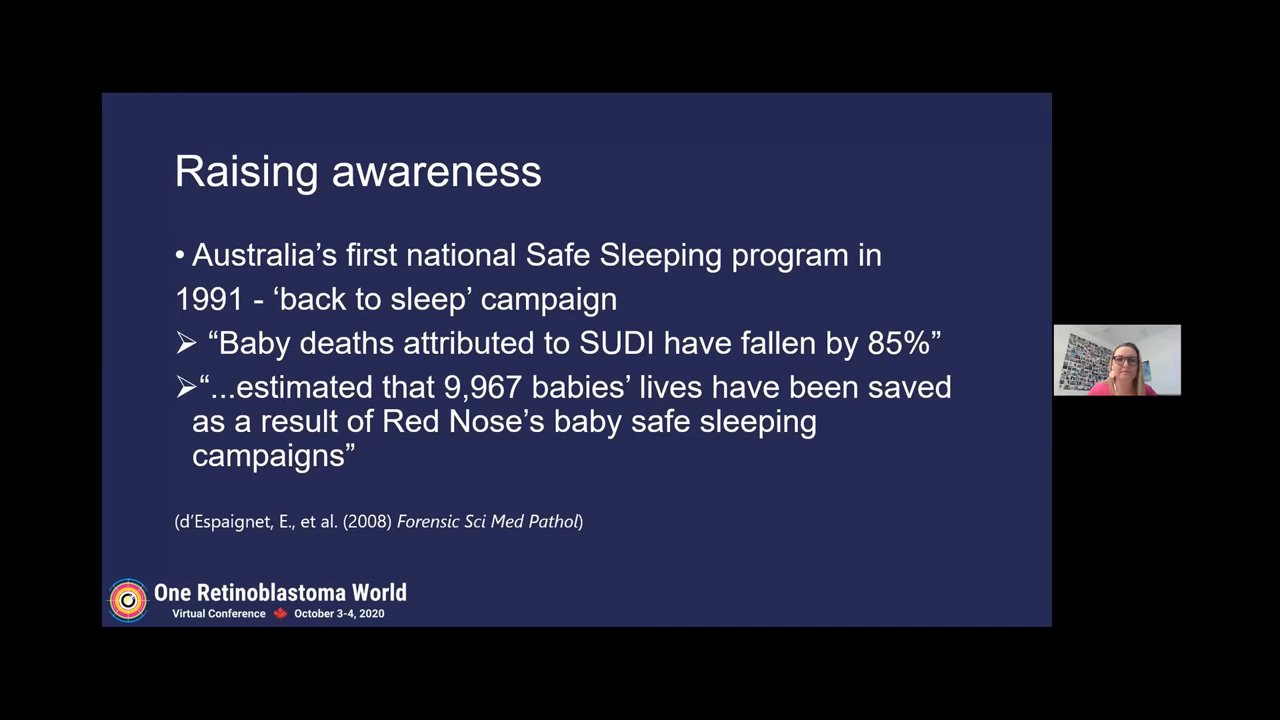 Raising awareness
• Australia’s first national Safe Sleeping program in
1991 - ‘back to sleep’ campaign
➢ “Baby deaths attributed to SUDI have fallen by 85%”
➢“...estimated that 9,967 babies’ lives have been saved
as a result of Red Nose’s baby safe sleeping
campaigns”
(d’Espaignet, E., et al. (2008) Forensic Sci Med Pathol)
One Retinoblastoma World
Virtual Conference October 3-4, 2020